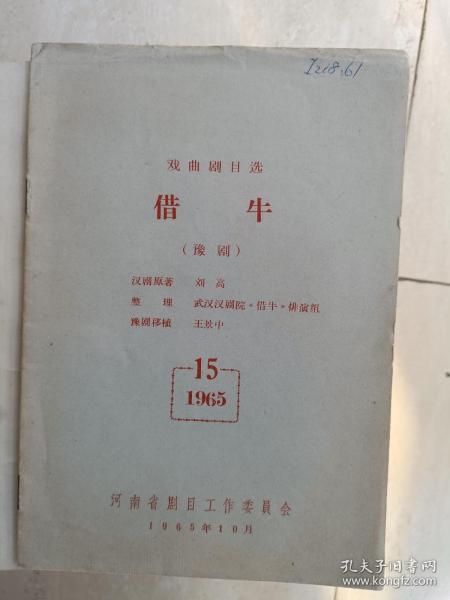 I218.61
戏曲剧目选
借 牛
(豫剧)
汉剧原著 刘高
整 理 武汉汉剧院《借牛》排演组
豫剧移植 王景中
15
1965
河南省剧目工作委員会
1965年10月
孔夫子旧书网
www.kongfz.com